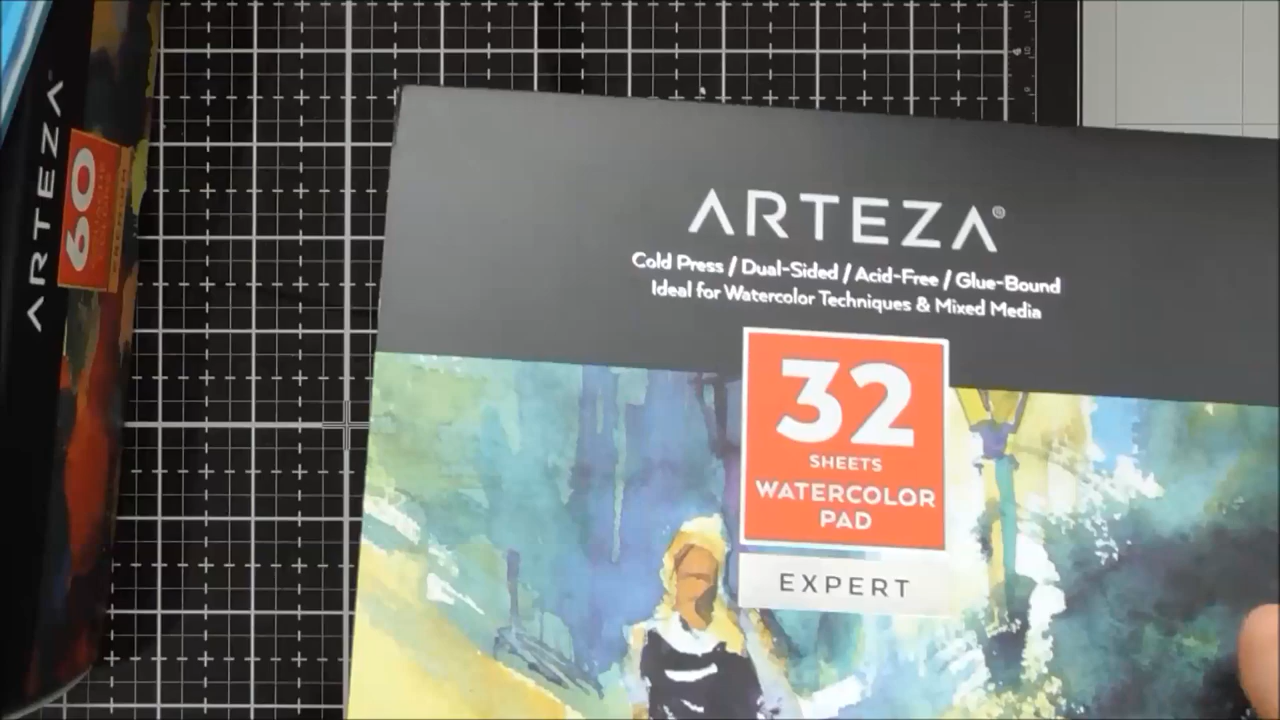 ARTEZA
60
ARTEZA®
Cold Press / Dual-Sided / Acid-Free / Glue-Bound
Ideal for Watercolor Techniques & Mixed Media
32
SHEETS
WATERCOLOR
PAD
EXPERT